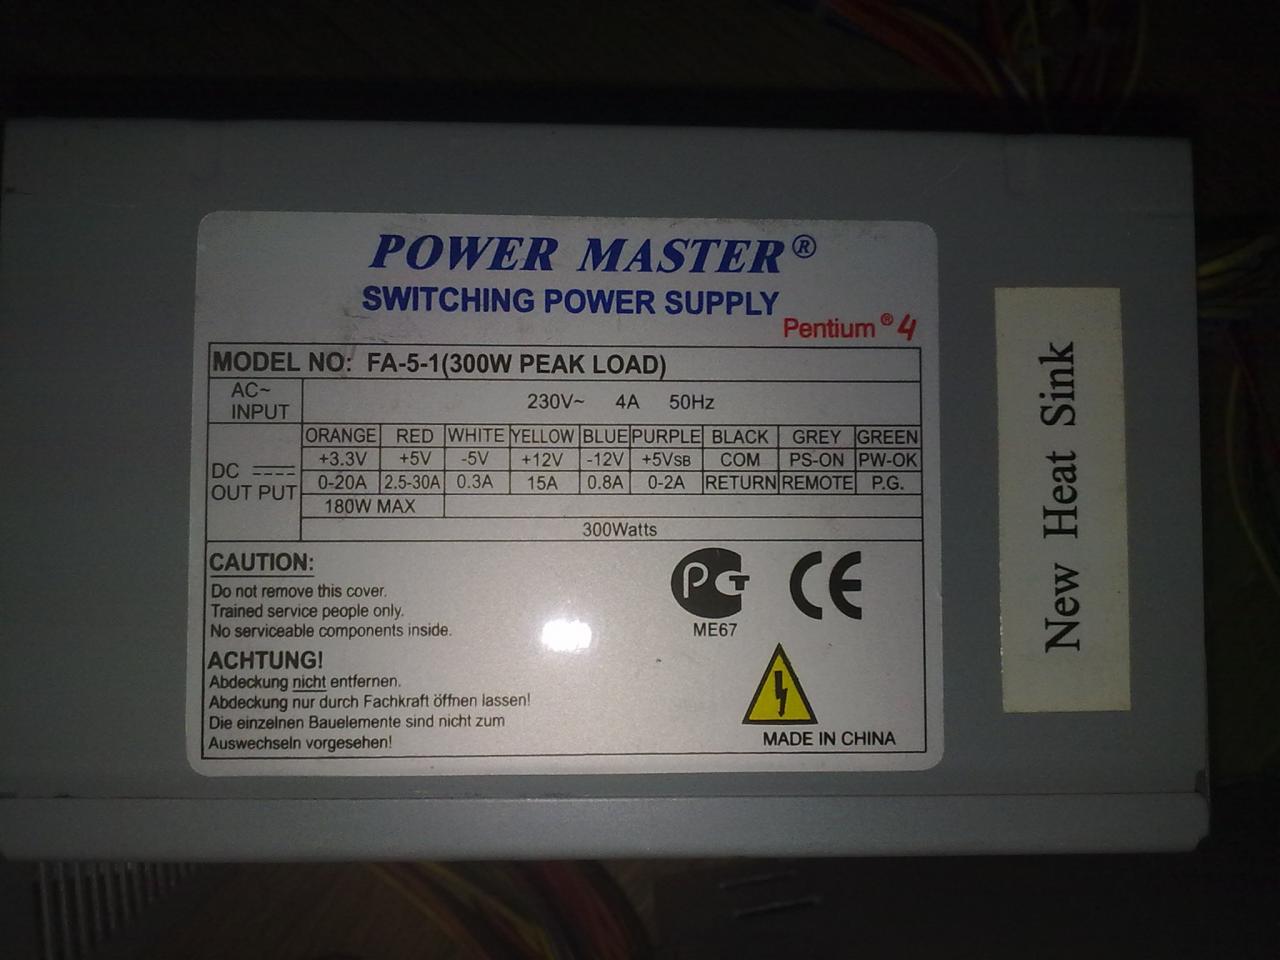 POWER MASTER®
SWITCHING POWER SUPPLY
Pentium® 4
MODEL NO: FA-5-1(300W PEAK LOAD)
AC~ INPUT 230V~ 4A 50Hz
ORANGE RED WHITE YELLOW BLUE PURPLE BLACK GREY GREEN
DC OUT PUT +3.3V +5V -5V +12V -12V +5VSB COM PS-ON PW-OK
0-20A 2.5-30A 0.3A 15A 0.8A 0-2A RETURN REMOTE P.G.
180W MAX
300Watts
CAUTION:
Do not remove this cover.
Trained service people only.
No serviceable components inside.
ACHTUNG!
Abdeckung nicht entfernen.
Abdeckung nur durch Fachkraft öffnen lassen!
Die einzelnen Bauelemente sind nicht zum
Auswechseln vorgesehen!
PCT CE
ME67
MADE IN CHINA
New Heat Sink